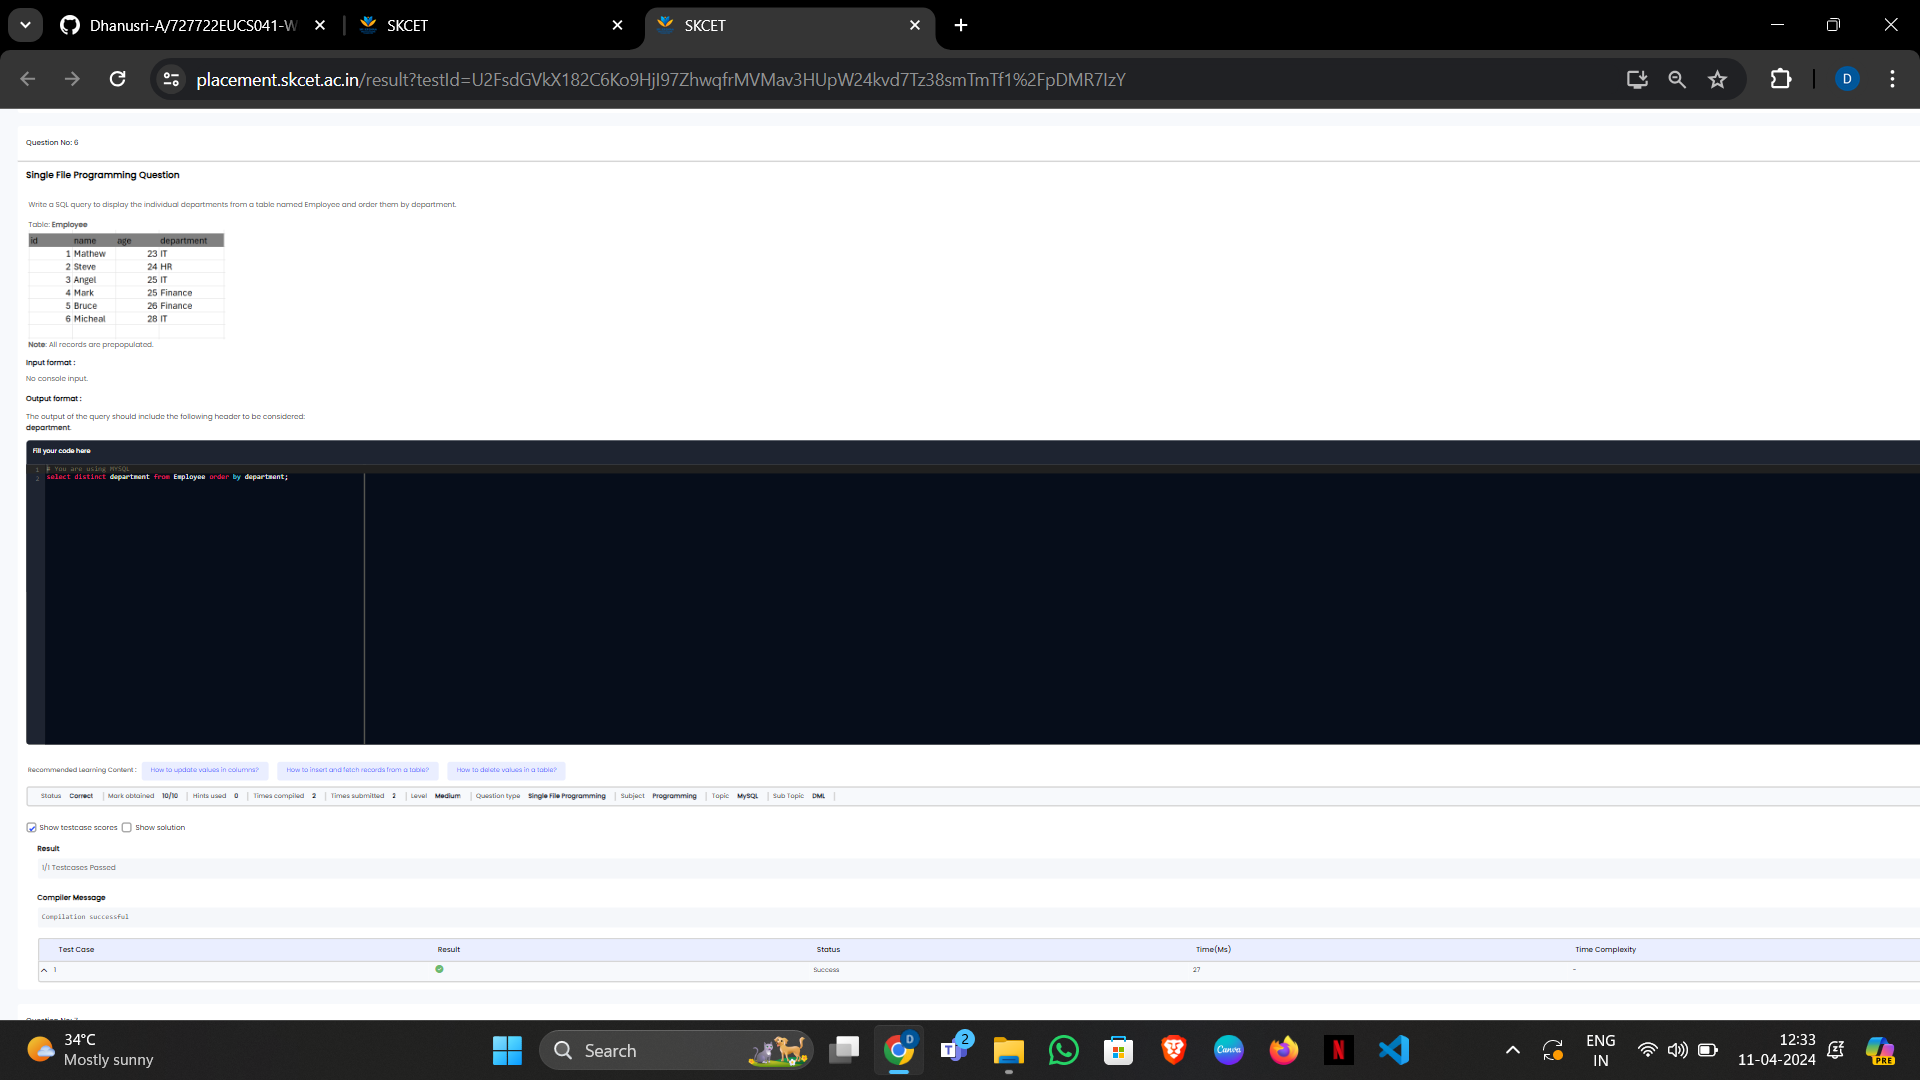 Dhanusri-A/727722EUCS041-W
SKCET
SKCET
placement.skcet.ac.in/result?testId=U2FsdGVkX182C6Ko9HjI97ZhwqfrMVMav3HUpW24kvd7Tz38smTmTf1%2FpDMR7IzY
D
Question No: 6
Single File Programming Question
Write a SQL query to display the individual departments from a table named Employee and order them by department.
Table: Employee
id name age department
1 Mathew 23 IT
2 Steve 24 HR
3 Angel 25 IT
4 Mark 25 Finance
5 Bruce 26 Finance
6 Micheal 28 IT
Note: All records are prepopulated.
Input format :
No console input.
Output format :
The output of the query should include the following header to be considered:
department.
Fill your code here
1 # You are using MYSQL
2 select distinct department from Employee order by department;
Recommended Learning Content : How to update values in columns? How to insert and fetch records from a table? How to delete values in a table?
Status Correct Mark obtained 10/10 Hints used 0 Times compiled 2 Times submitted 2 Level Medium Question type Single File Programming Subject Programming Topic MySQL Sub Topic DML
Show testcase scores Show solution
Result
1/1 Testcases Passed
Compiler Message
Compilation successful
Test Case Result Status Time(Ms) Time Complexity
1 Success 27 -
34°C
Mostly sunny
Search
D
2
Canva
ENG
IN
12:33
11-04-2024
PRE